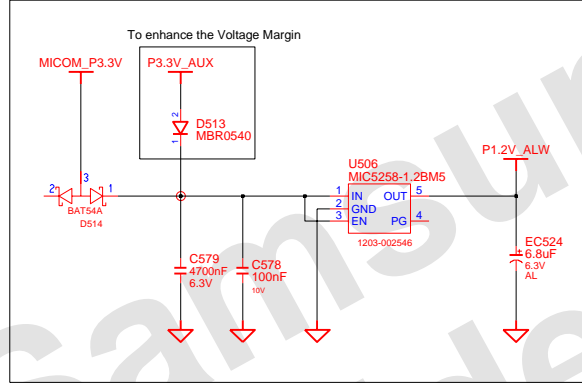 To enhance the Voltage Margin
MICOM_P3.3V
P3.3V_AUX
2
D513
MBR0540
1
P1.2V_ALW
U506
MIC5258-1.2BM5
2
3
1
BAT54A
D514
1 IN OUT 5
2 GND
3 EN PG 4
1203-002546
C579
4700nF
6.3V
C578
100nF
10V
EC524
6.8uF
6.3V
AL
Samsung